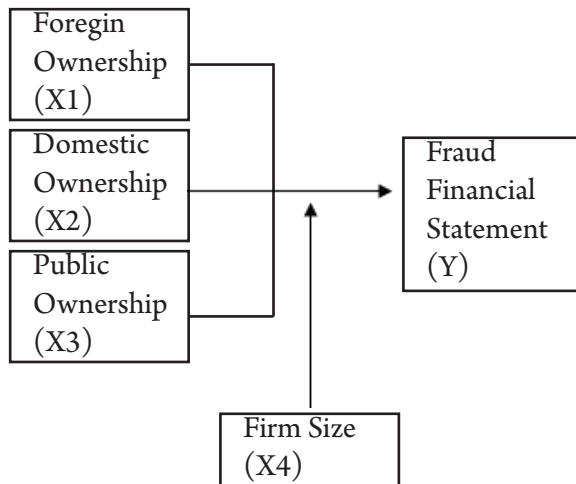 Foregin
Ownership
(X1)
Domestic
Ownership
(X2)
Public
Ownership
(X3)
Fraud
Financial
Statement
(Y)
Firm Size
(X4)